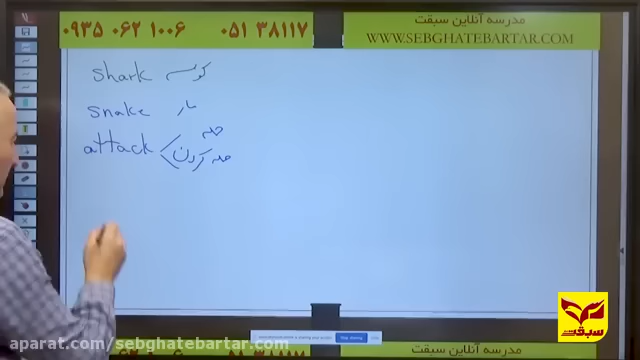 ۰۹۳۵ ۰۶۲ ۱۰۰۶ ۰۵۱ ۳۸۱۱۷
مدرسه آنلاین سبقت
WWW.SEBGHATEBARTAR.COM
shark کوسه
snake مار
attack حمله
حمله کردن
سبقت
aparat.com/sebghatebartar.com
مدرسه آنلاین سبقت